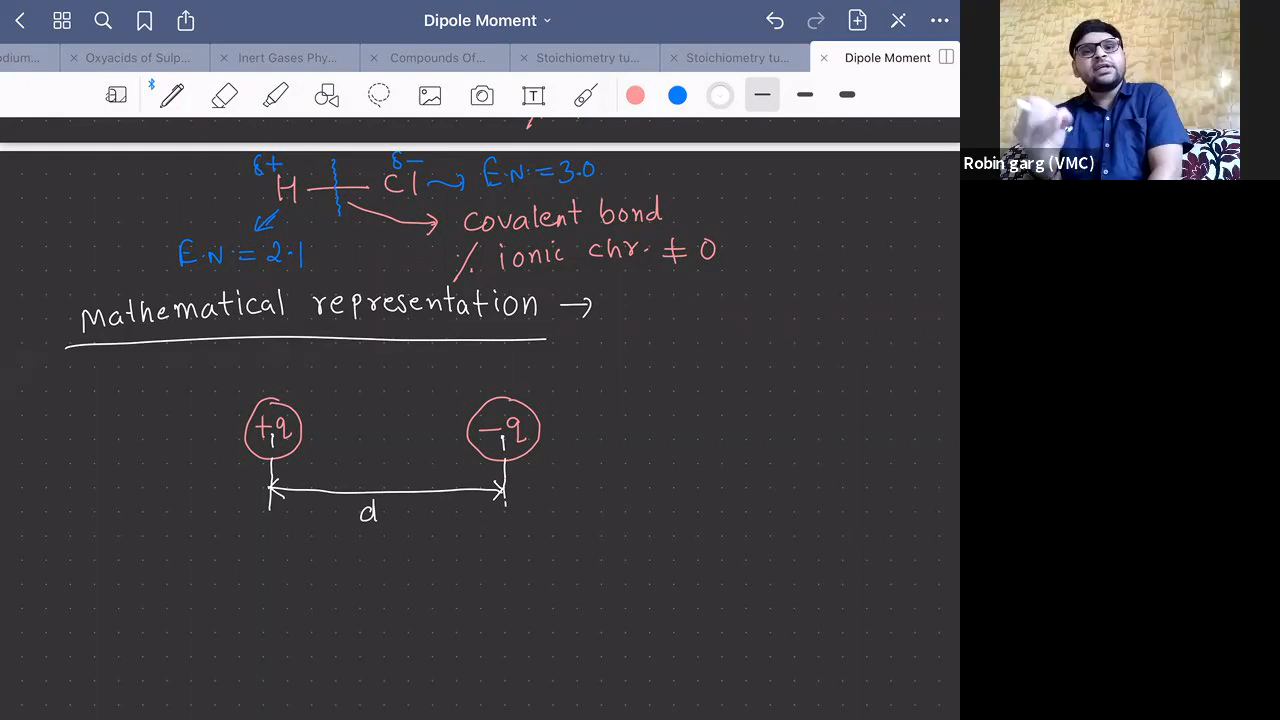 Dipole Moment
odium...
Oxyacids of Sulp...
Inert Gases Phy...
Compounds Of...
Stoichiometry tu...
Stoichiometry tu...
Dipole Moment
T
δ+ δ-
H — Cl → E.N. = 3.0
E.N. = 2.1
covalent bond
% ionic chr. ≠ 0
Mathematical representation →
+q -q
d
Robin garg (VMC)